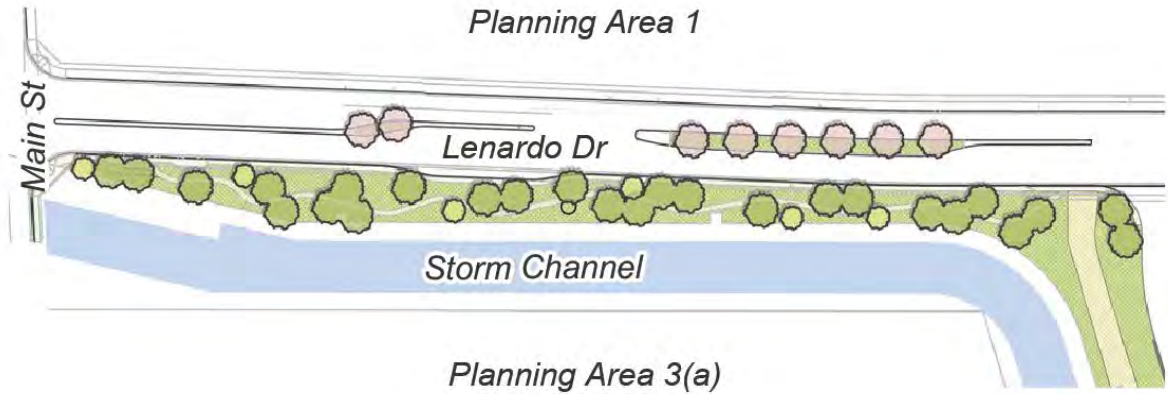 Planning Area 1
Main St
Lenardo Dr
Storm Channel
Planning Area 3(a)